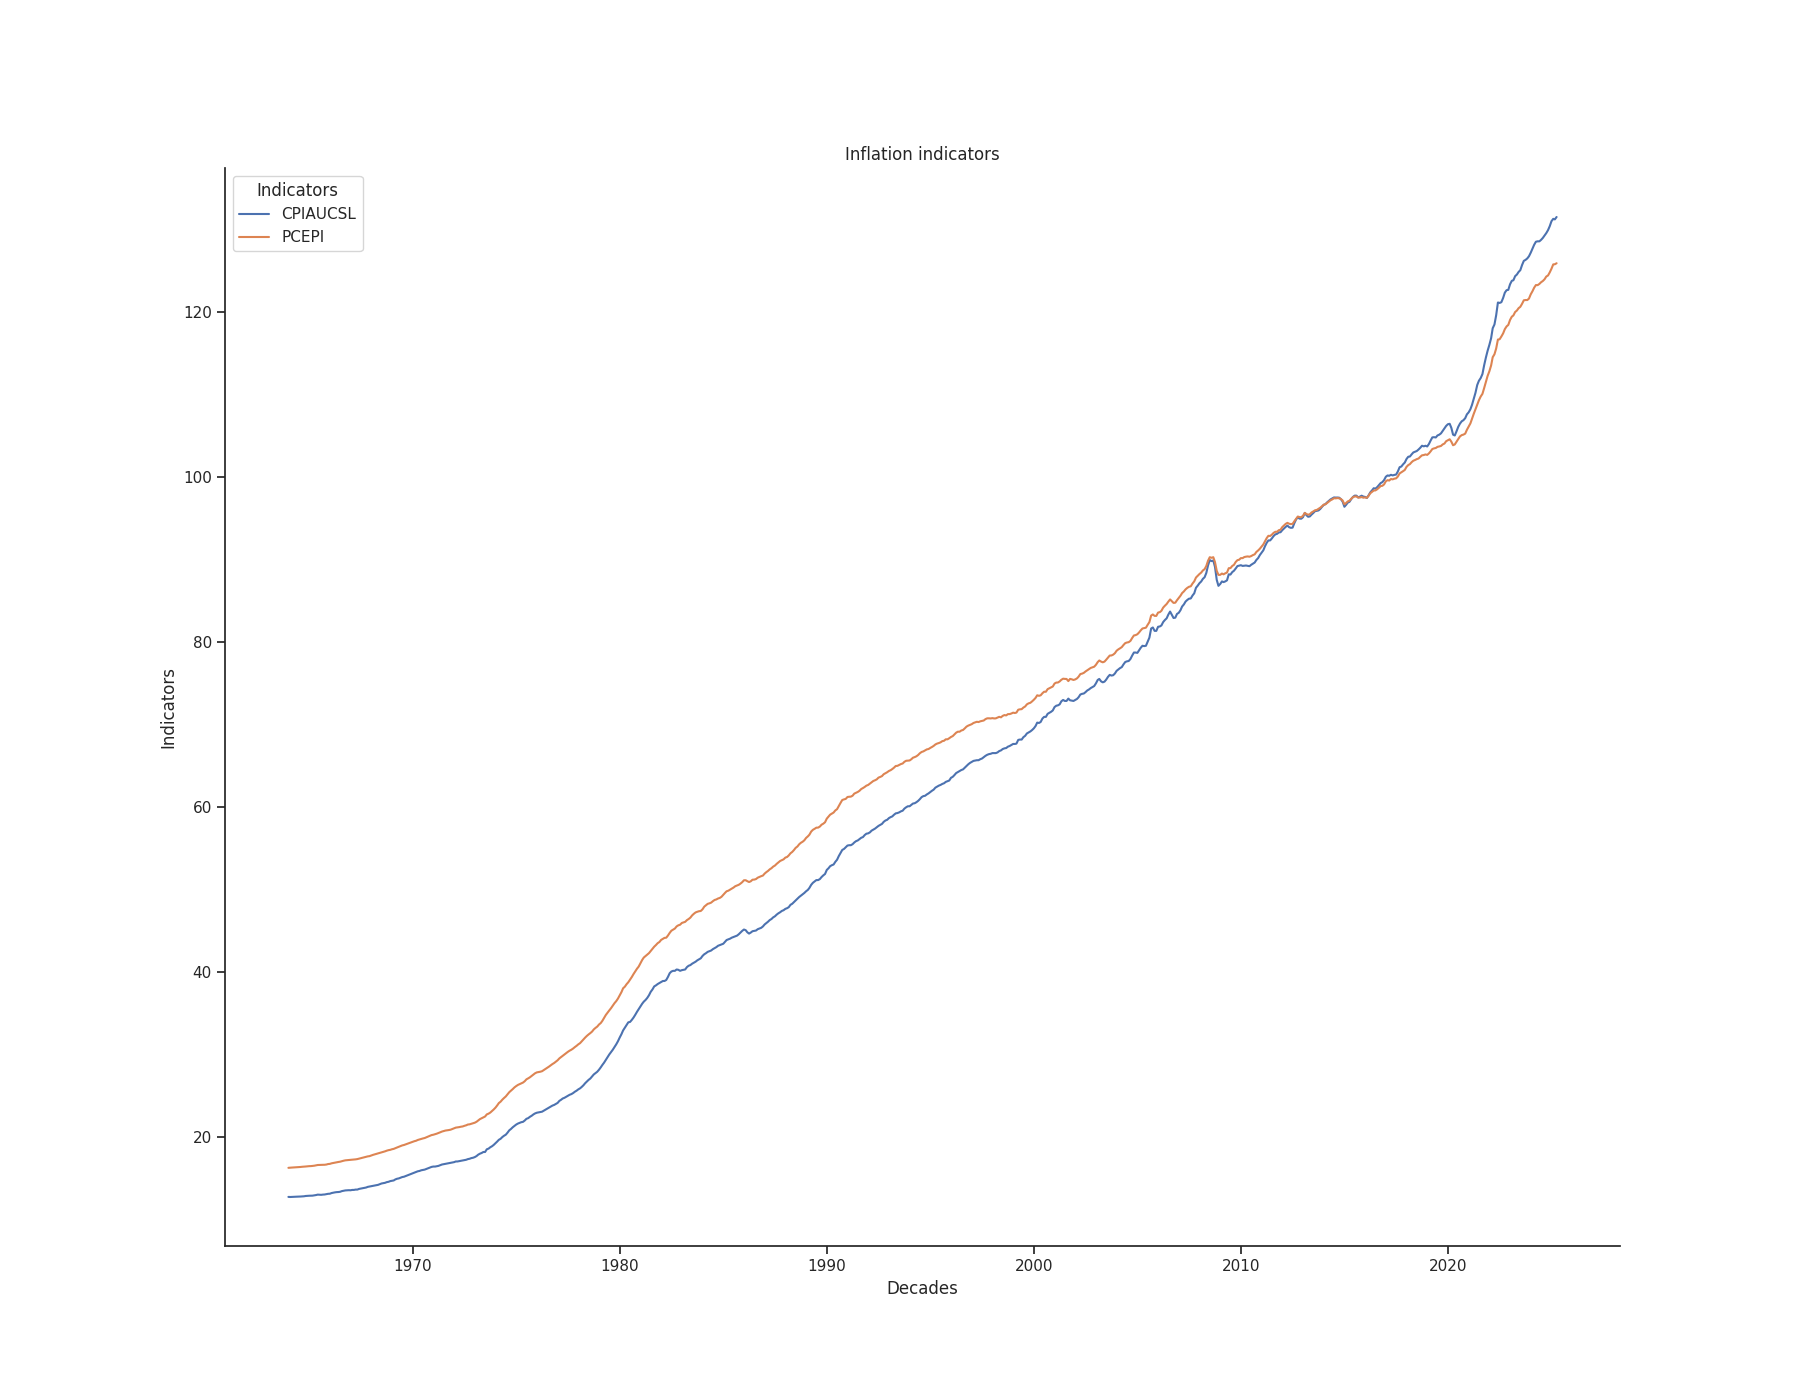 Inflation indicators
Indicators
CPIAUCSL
PCEPI
120
100
80
60
40
20
Indicators
1970 1980 1990 2000 2010 2020
Decades